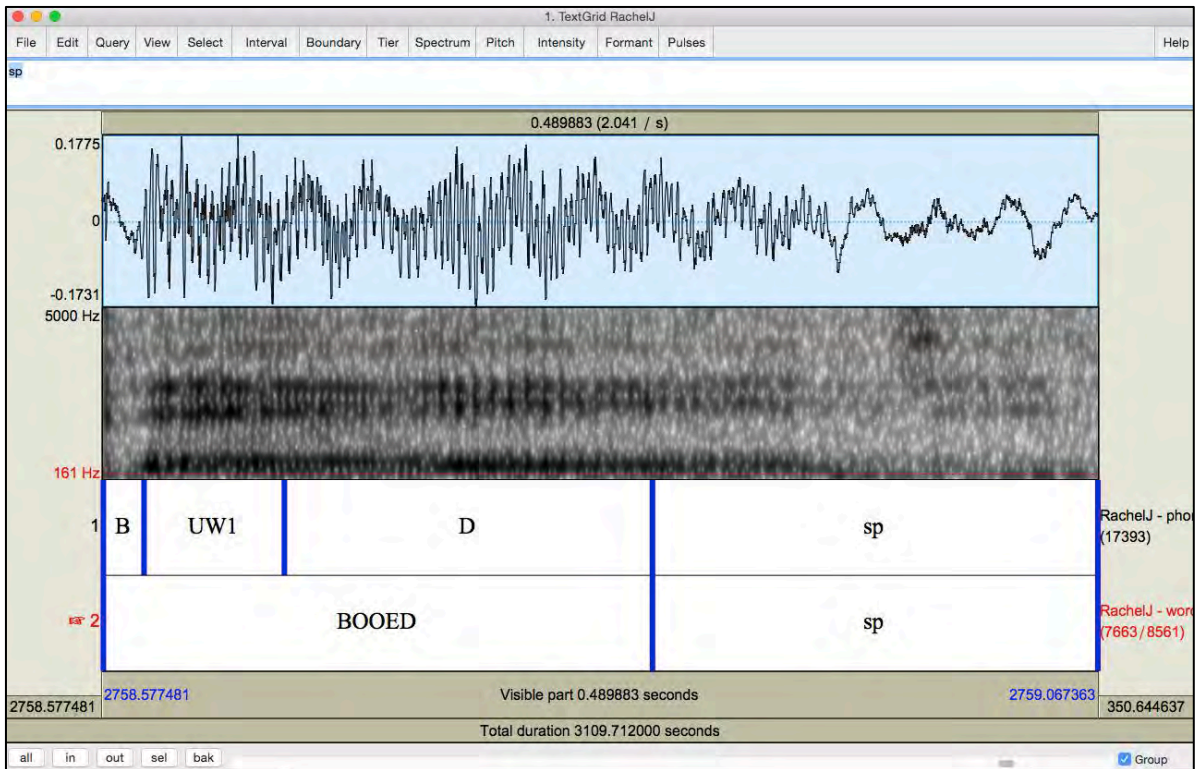 1. TextGrid RachelJ
File Edit Query View Select Interval Boundary Tier Spectrum Pitch Intensity Formant Pulses Help
sp
0.489883 (2.041 / s)
0.1775
0
-0.1731
5000 Hz
161 Hz
1 B UW1 D sp RachelJ - phon
(17393)
☞ 2 BOOED sp RachelJ - word
(7663/8561)
2758.577481 Visible part 0.489883 seconds 2759.067363
2758.577481 350.644637
Total duration 3109.712000 seconds
all in out sel bak Group